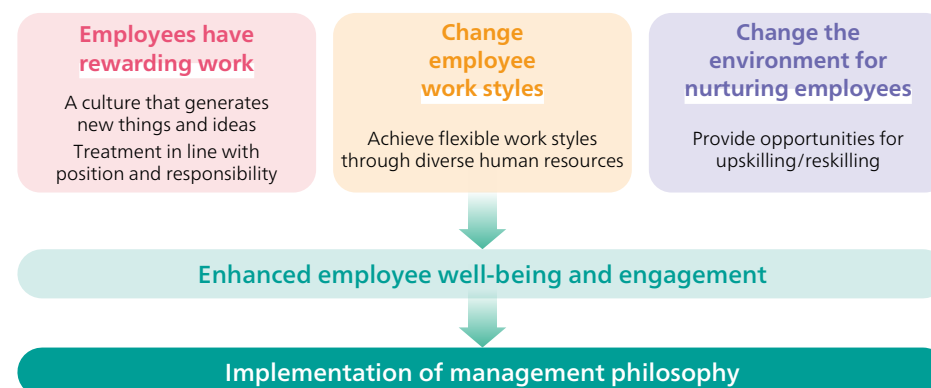 Employees have
rewarding work
A culture that generates
new things and ideas
Treatment in line with
position and responsibility
Change
employee
work styles
Achieve flexible work styles
through diverse human resources
Change the
environment for
nurturing employees
Provide opportunities for
upskilling/reskilling
Enhanced employee well-being and engagement
Implementation of management philosophy